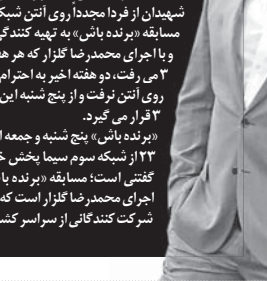 شهیدان از فردا مجدداً روی آنتن شبک
مسابقه «برنده باش» به تهیه کنندگی
و با اجرای محمدرضا گلزار که هر هف
۳ می رفت، دو هفته اخیر به احترام
روی آنتن نرفت و از پنج شنبه این
۳ قرار می گیرد.
«برنده باش» پنج شنبه و جمعه ا
۲۳ از شبکه سوم سیما پخش خ
گفتنی است؛ مسابقه «برنده با
اجرای محمدرضا گلزار است که
شرکت کنندگانی از سراسر کش